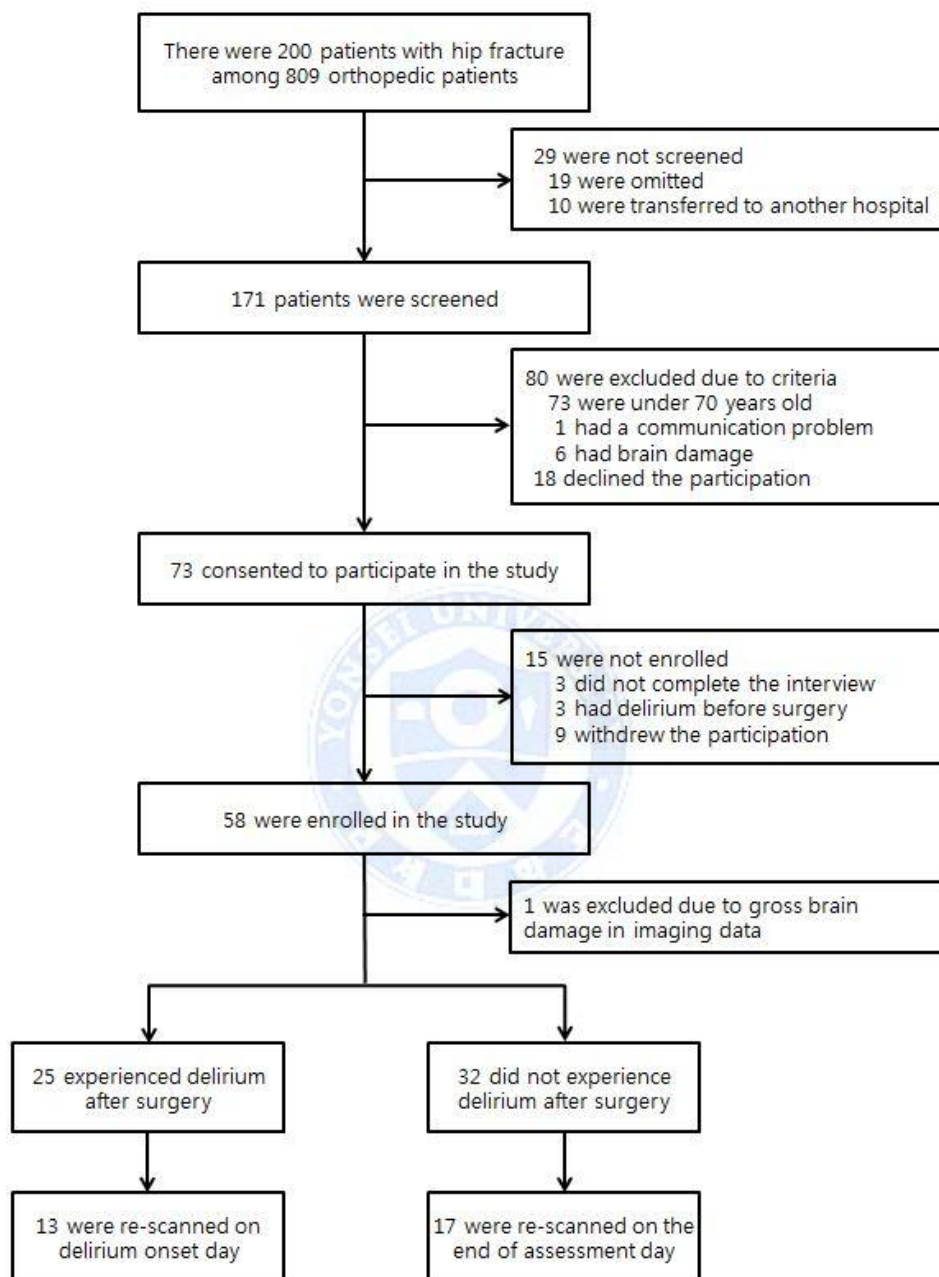 There were 200 patients with hip fracture
among 809 orthopedic patients
29 were not screened
19 were omitted
10 were transferred to another hospital
171 patients were screened
80 were excluded due to criteria
73 were under 70 years old
1 had a communication problem
6 had brain damage
18 declined the participation
73 consented to participate in the study
15 were not enrolled
3 did not complete the interview
3 had delirium before surgery
9 withdrew the participation
YONSEI UNIVERSITY
58 were enrolled in the study
1 was excluded due to gross brain
damage in imaging data
25 experienced delirium
after surgery
32 did not experience
delirium after surgery
13 were re-scanned on
delirium onset day
17 were re-scanned on the
end of assessment day